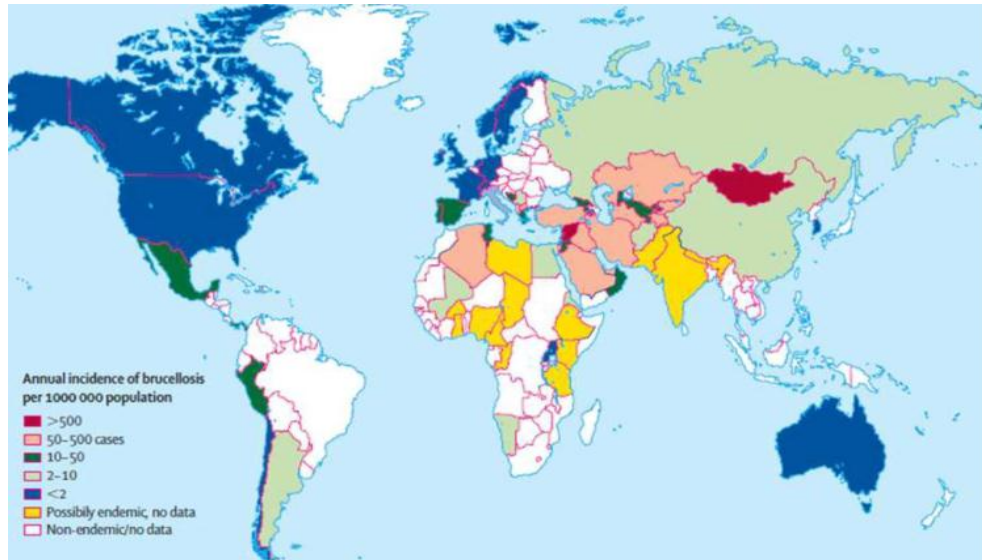 Annual incidence of brucellosis
per 1000 000 population
>500
50–500 cases
10–50
2–10
<2
Possibily endemic, no data
Non-endemic/no data